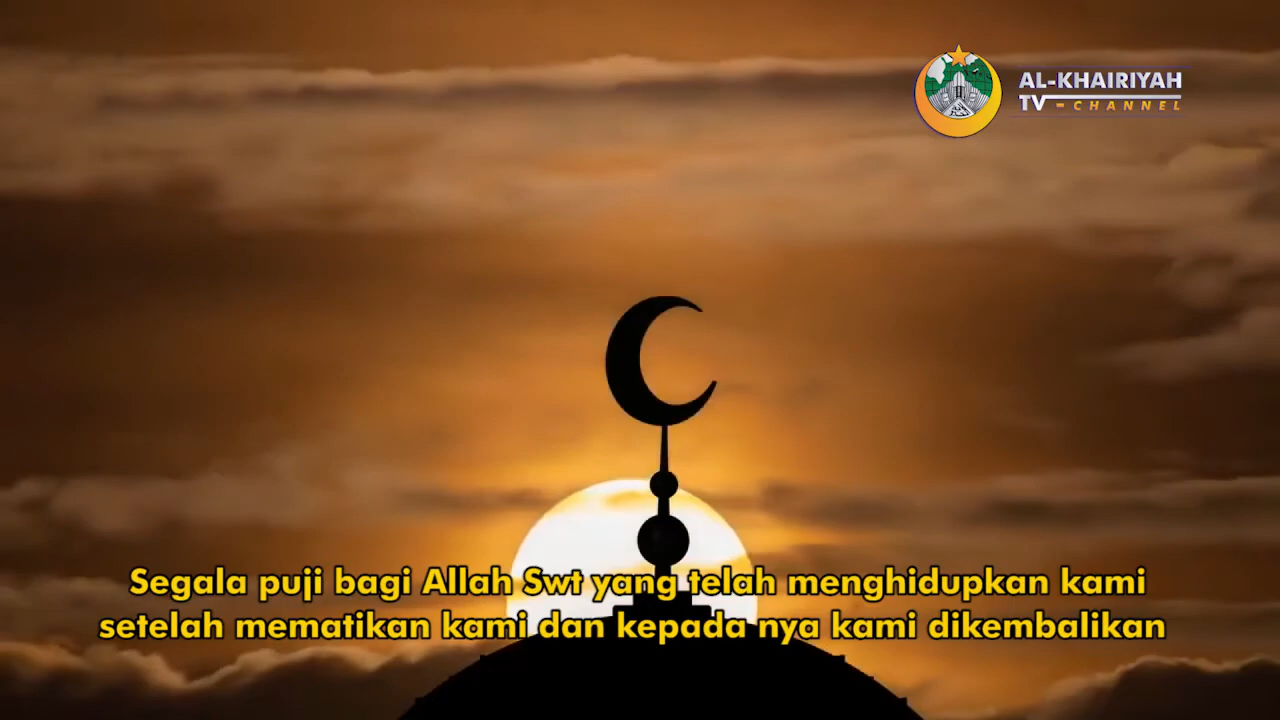 AL-KHAIRIYAH
TV - CHANNEL
Segala puji bagi Allah Swt yang telah menghidupkan kami
setelah mematikan kami dan kepada nya kami dikembalikan